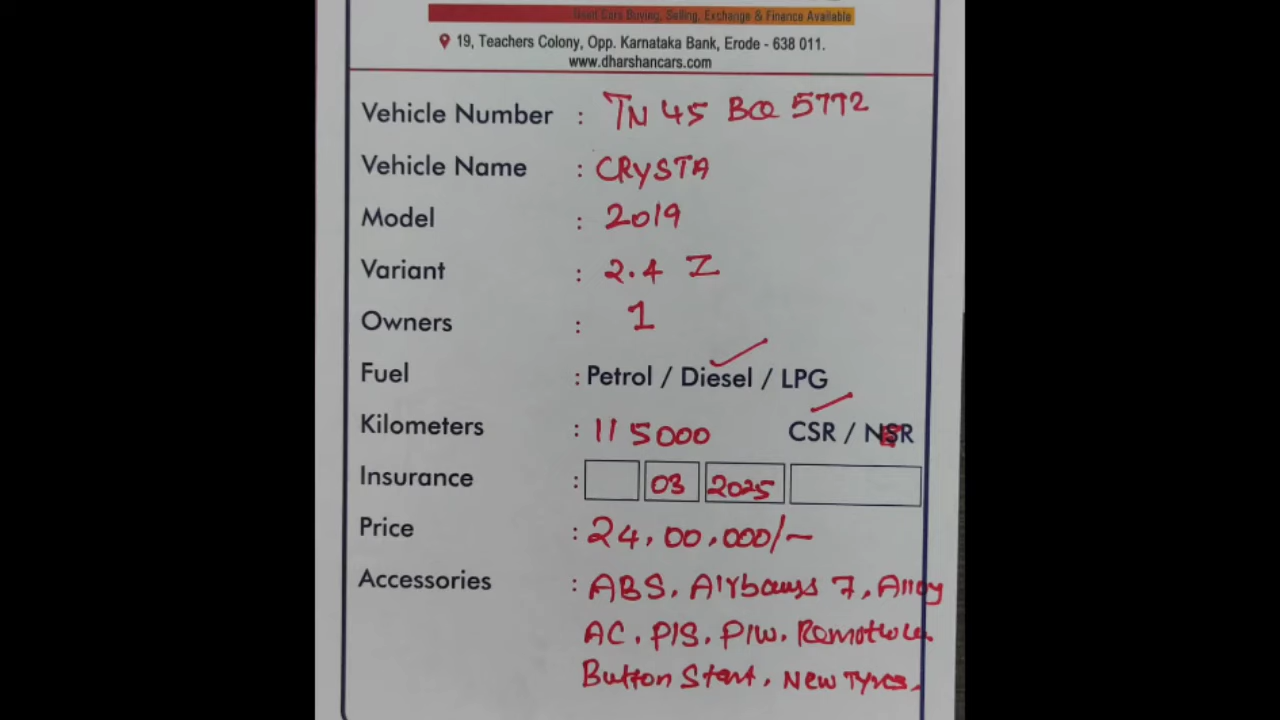 Used Cars Buying, Selling, Exchange & Finance Available
19, Teachers Colony, Opp. Karnataka Bank, Erode - 638 011.
www.dharshancars.com
Vehicle Number : TN 45 BQ 5772
Vehicle Name : CRYSTA
Model : 2019
Variant : 2.4 Z
Owners : 1
Fuel : Petrol / Diesel / LPG
Kilometers : 115000 CSR / NSR
Insurance : 03 2025
Price : 24,00,000/-
Accessories : ABS, Airbags 7, Alloy
AC, P/S, P/W,
Button Start, New Tyres,